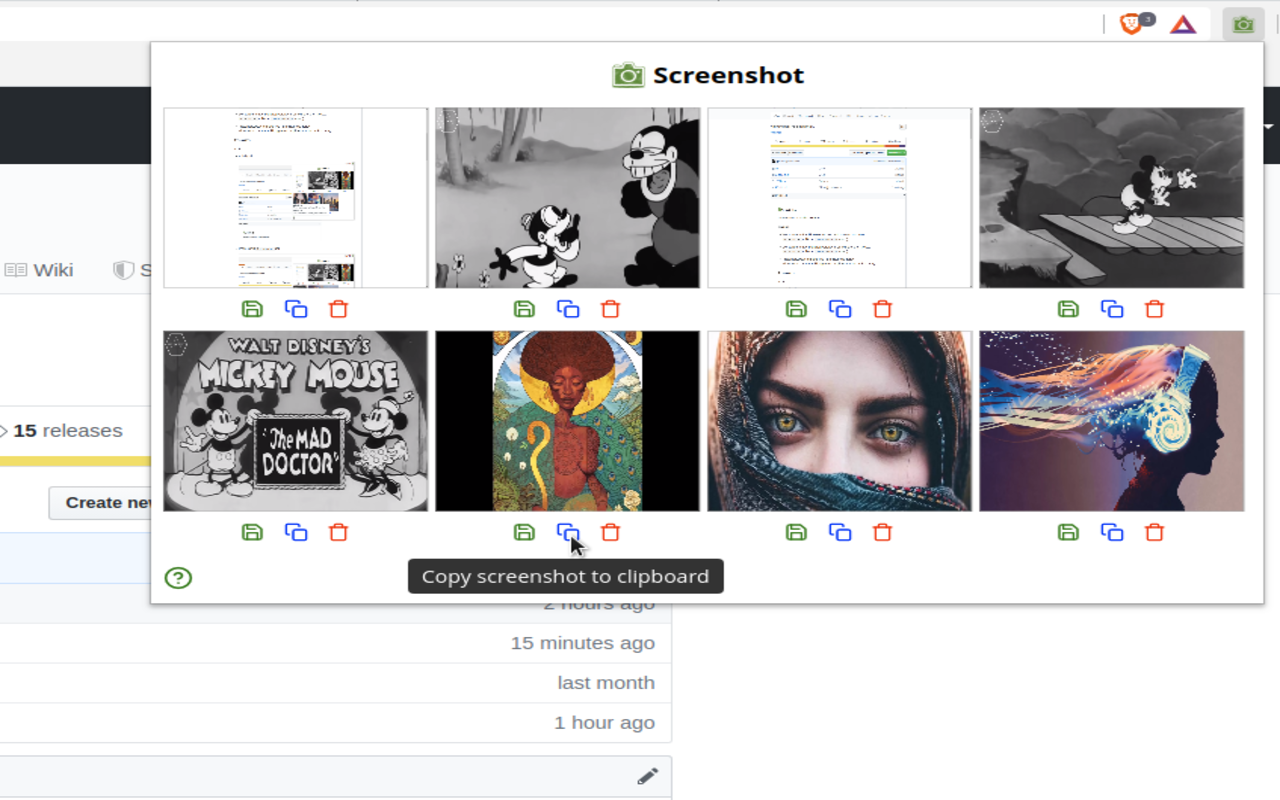 3
Screenshot
Wiki
S
WALT DISNEY'S
MICKEY MOUSE
"The MAD
DOCTOR"
15 releases
Create nev
Copy screenshot to clipboard
2 hours ago
15 minutes ago
last month
1 hour ago